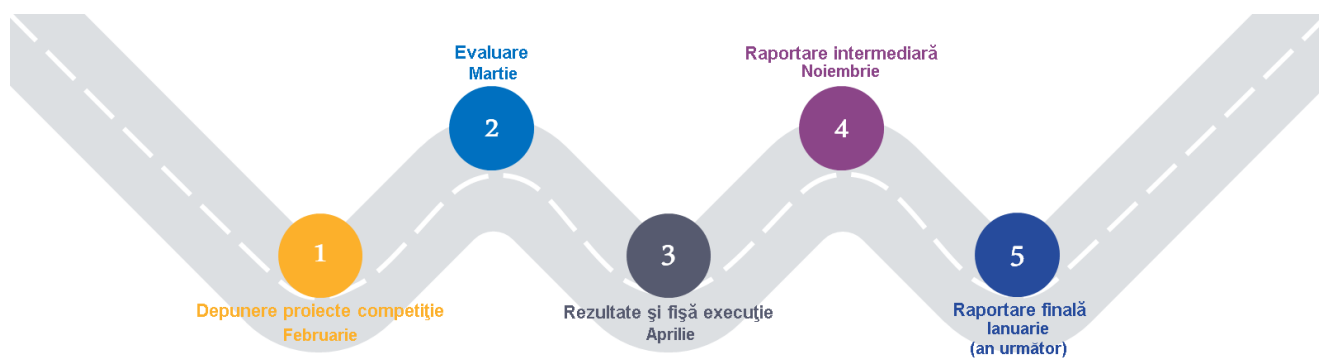 1
Depunere proiecte competiţie
Februarie
Evaluare
Martie
2
3
Rezultate şi fişă execuţie
Aprilie
Raportare intermediară
Noiembrie
4
5
Raportare finală
Ianuarie
(an următor)